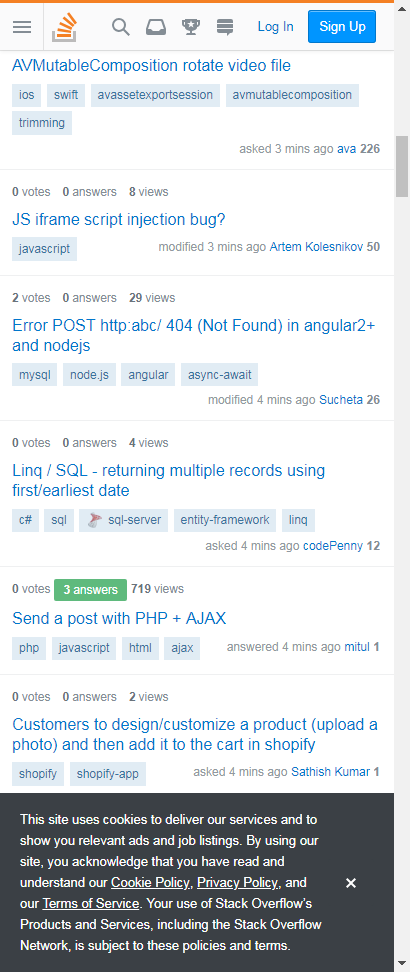 Log In Sign Up
AVMutableComposition rotate video file
ios swift avassetexportsession avmutablecomposition
trimming
asked 3 mins ago ava 226
0 votes 0 answers 8 views
JS iframe script injection bug?
javascript modified 3 mins ago Artem Kolesnikov 50
2 votes 0 answers 29 views
Error POST http:abc/ 404 (Not Found) in angular2+
and nodejs
mysql node.js angular async-await
modified 4 mins ago Sucheta 26
0 votes 0 answers 4 views
Linq / SQL - returning multiple records using
first/earliest date
c# sql sql-server entity-framework linq
asked 4 mins ago codePenny 12
0 votes 3 answers 719 views
Send a post with PHP + AJAX
php javascript html ajax answered 4 mins ago mitul 1
0 votes 0 answers 2 views
Customers to design/customize a product (upload a
photo) and then add it to the cart in shopify
shopify shopify-app asked 4 mins ago Sathish Kumar 1
This site uses cookies to deliver our services and to
show you relevant ads and job listings. By using our
site, you acknowledge that you have read and
understand our Cookie Policy, Privacy Policy, and
our Terms of Service. Your use of Stack Overflow's
Products and Services, including the Stack Overflow
Network, is subject to these policies and terms.